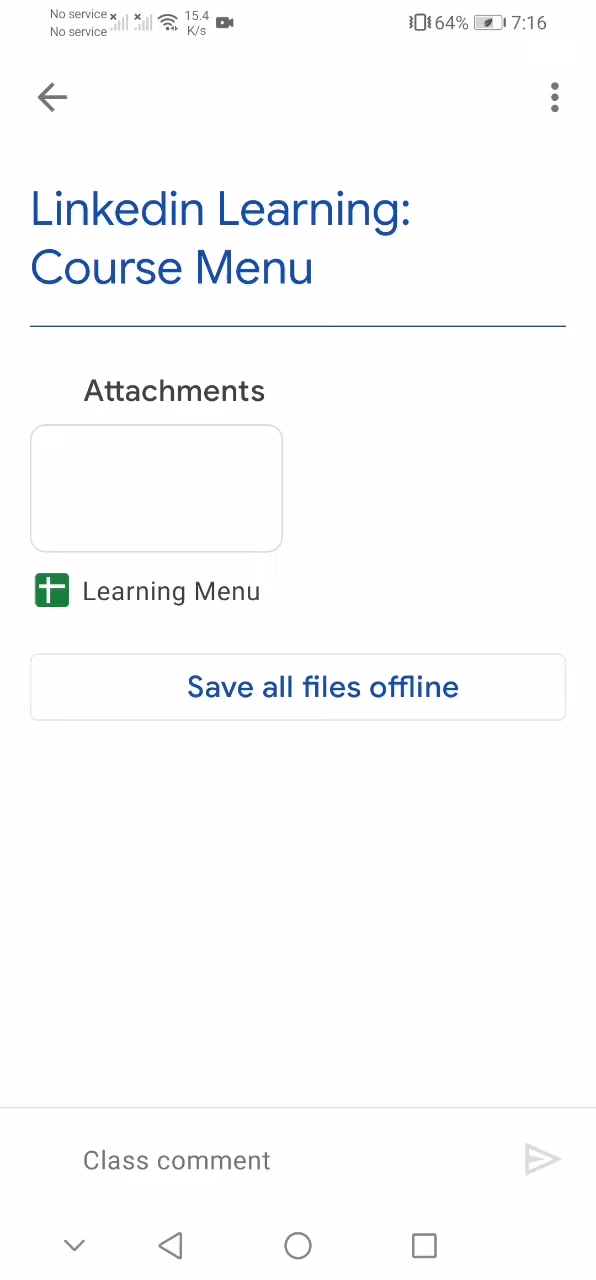 No service
No service
15.4
K/s
64%
7:16
Linkedin Learning:
Course Menu
Attachments
Learning Menu
Save all files offline
Class comment